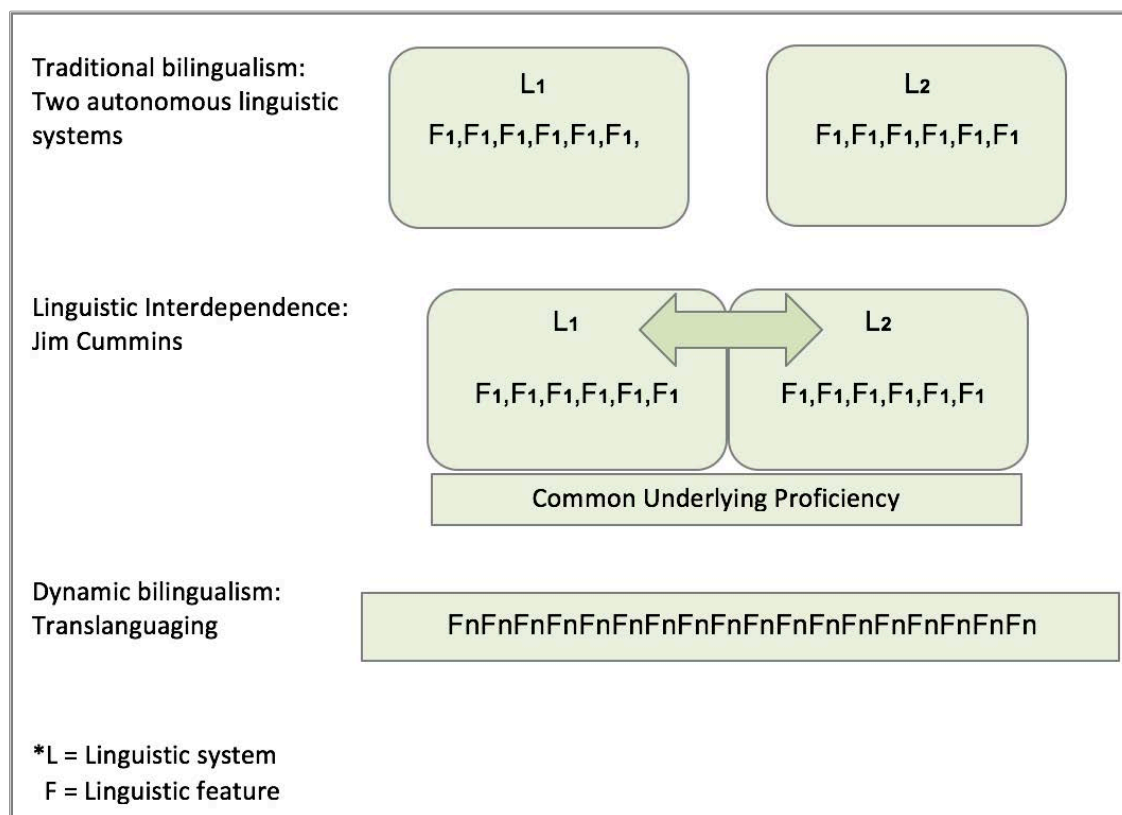 Traditional bilingualism:
Two autonomous linguistic
systems
L1
F1,F1,F1,F1,F1,F1,
L2
F1,F1,F1,F1,F1,F1
Linguistic Interdependence:
Jim Cummins
L1
F1,F1,F1,F1,F1,F1
L2
F1,F1,F1,F1,F1,F1
Common Underlying Proficiency
Dynamic bilingualism:
Translanguaging
FnFnFnFnFnFnFnFnFnFnFnFnFnFnFnFnFnFn
*L = Linguistic system
F = Linguistic feature